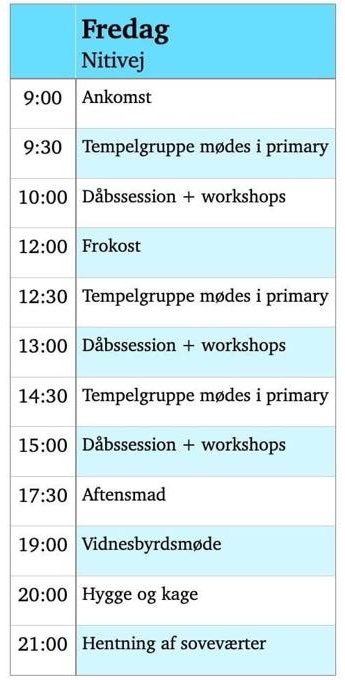 Fredag
Nitivej
9:00 Ankomst
9:30 Tempelgruppe mødes i primary
10:00 Dåbssession + workshops
12:00 Frokost
12:30 Tempelgruppe mødes i primary
13:00 Dåbssession + workshops
14:30 Tempelgruppe mødes i primary
15:00 Dåbssession + workshops
17:30 Aftensmad
19:00 Vidnesbyrdsmøde
20:00 Hygge og kage
21:00 Hentning af soveværter